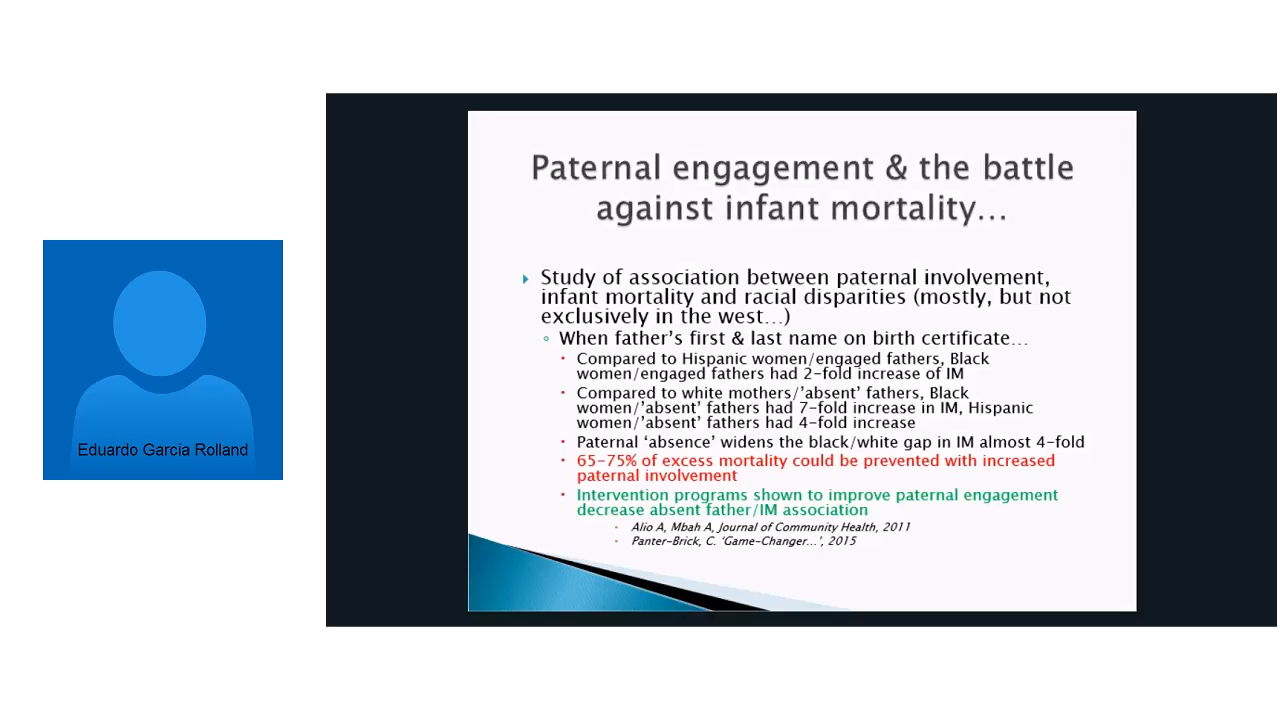 Paternal engagement & the battle
against infant mortality…
Study of association between paternal involvement,
infant mortality and racial disparities (mostly, but not
exclusively in the west…)
When father’s first & last name on birth certificate…
Compared to Hispanic women/engaged fathers, Black
women/engaged fathers had 2-fold increase of IM
Compared to white mothers/’absent’ fathers, Black
women/’absent’ fathers had 7-fold increase in IM, Hispanic
women/’absent’ fathers had 4-fold increase
Paternal ‘absence’ widens the black/white gap in IM almost 4-fold
65-75% of excess mortality could be prevented with increased
paternal involvement
Intervention programs shown to improve paternal engagement
decrease absent father/IM association
Alio A, Mbah A, Journal of Community Health, 2011
Panter-Brick, C. ‘Game-Changer…’, 2015
Eduardo Garcia Rolland